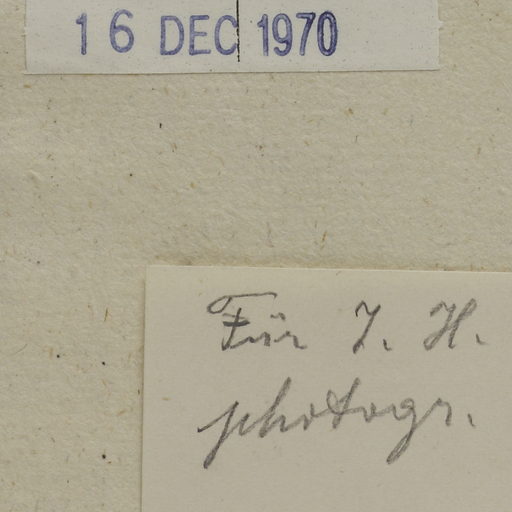 16 DEC 1970
Für J. H.
photogr.